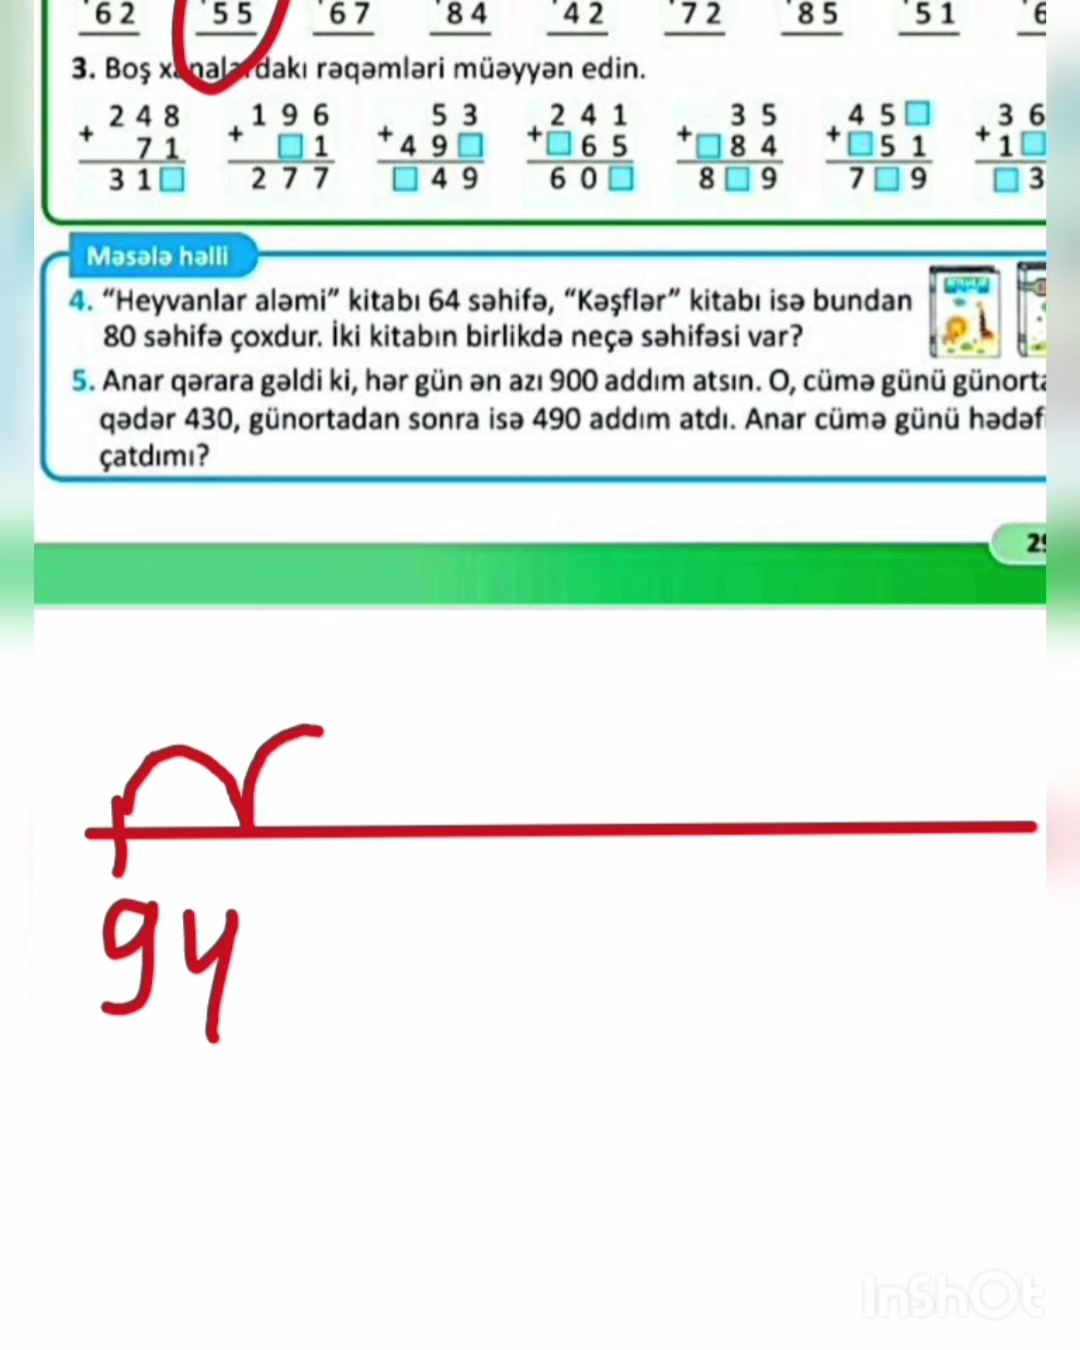 62 55 67 84 42 72 85 51
3. Boş xanalardakı rəqəmləri müəyyən edin.
248 196 53 241 35 45□ 36
+ 71 + □1 +49□ +□65 +□84 +□51 +1□
31□ 277 □49 60□ 8□9 7□9 □3
Məsələ həlli
4. “Heyvanlar aləmi” kitabı 64 səhifə, “Kəşflər” kitabı isə bundan
80 səhifə çoxdur. İki kitabın birlikdə neçə səhifəsi var?
5. Anar qərara gəldi ki, hər gün ən azı 900 addım atsın. O, cümə günü günorta
qədər 430, günortadan sonra isə 490 addım atdı. Anar cümə günü hədəf
çatdımı?
94
InShOt